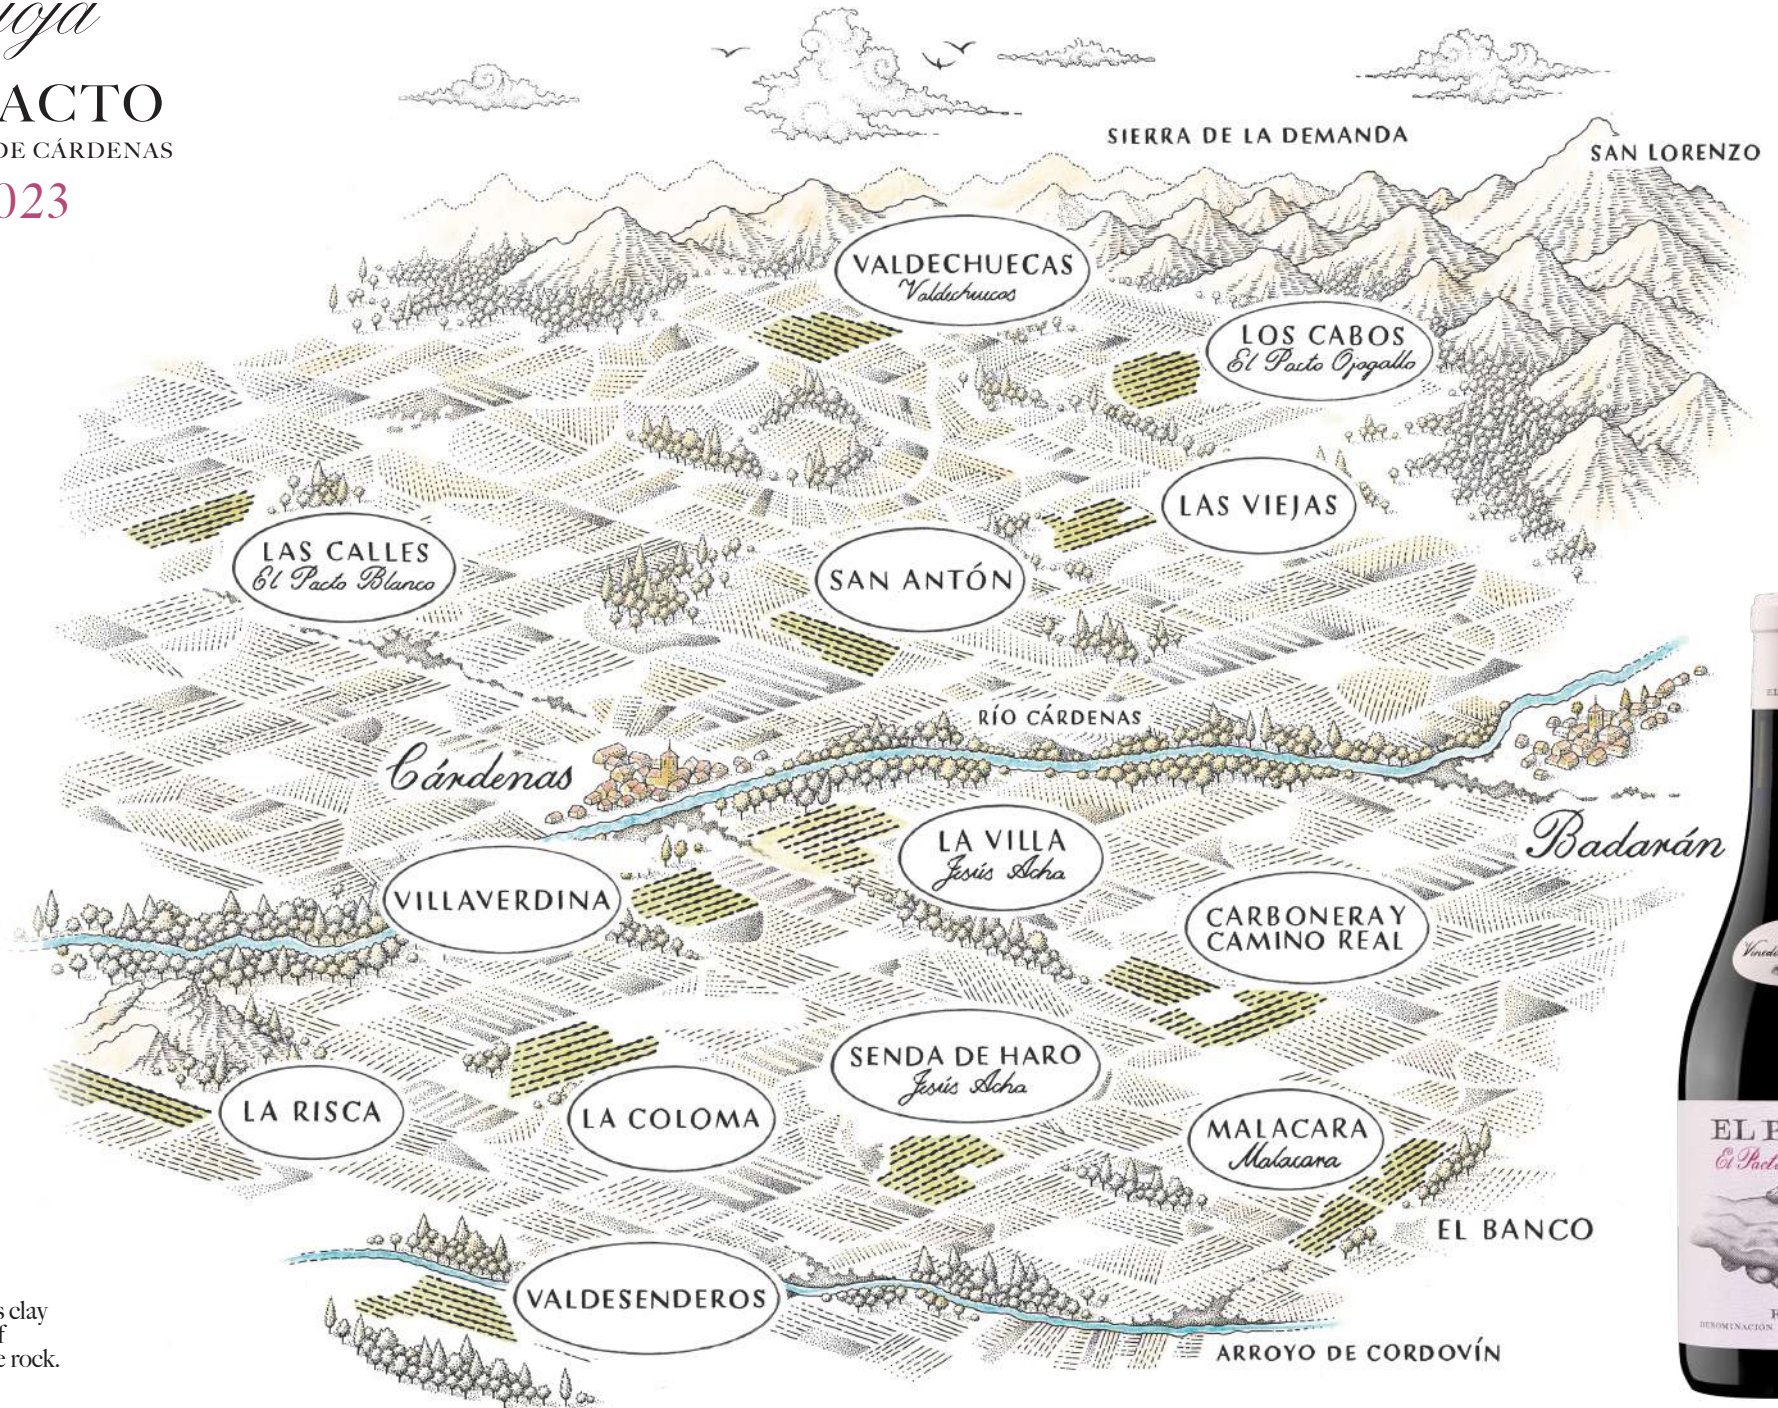 ACTO
DE CÁRDENAS
023
SIERRA DE LA DEMANDA
SAN LORENZO
VALDECHUECAS
Valdechuecas
LOS CABOS
El Pacto Ojogallo
LAS VIEJAS
LAS CALLES
El Pacto Blanco
SAN ANTÓN
RÍO CÁRDENAS
Cárdenas
Badarán
LA VILLA
Jesús Acha
VILLAVERDINA
CARBONERA Y
CAMINO REAL
SENDA DE HARO
Jesús Acha
LA RISCA
LA COLOMA
MALACARA
Malacara
EL BANCO
VALDESENDEROS
ARROYO DE CORDOVÍN
clay
rock.
EL
El
DENOMINACIÓN